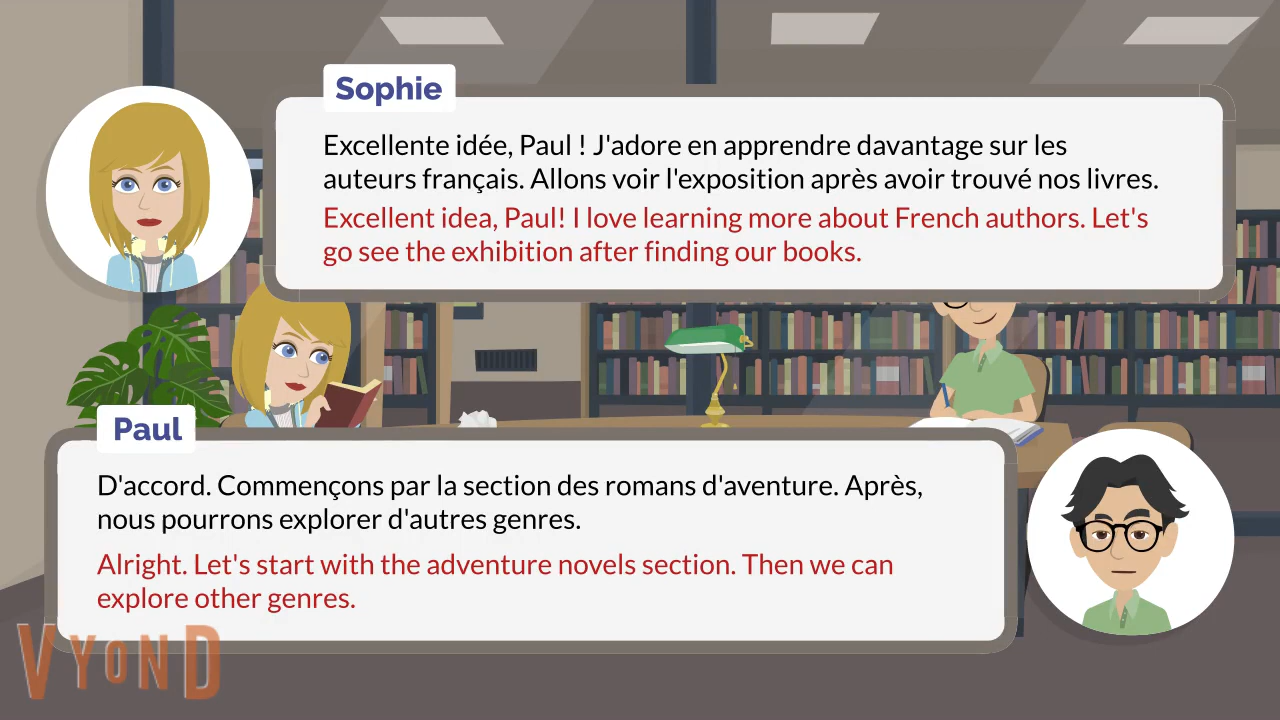 Sophie
Excellente idée, Paul ! J'adore en apprendre davantage sur les
auteurs français. Allons voir l'exposition après avoir trouvé nos livres.
Excellent idea, Paul! I love learning more about French authors. Let's
go see the exhibition after finding our books.
Paul
D'accord. Commençons par la section des romans d'aventure. Après,
nous pourrons explorer d'autres genres.
Alright. Let's start with the adventure novels section. Then we can
explore other genres.
VYOND